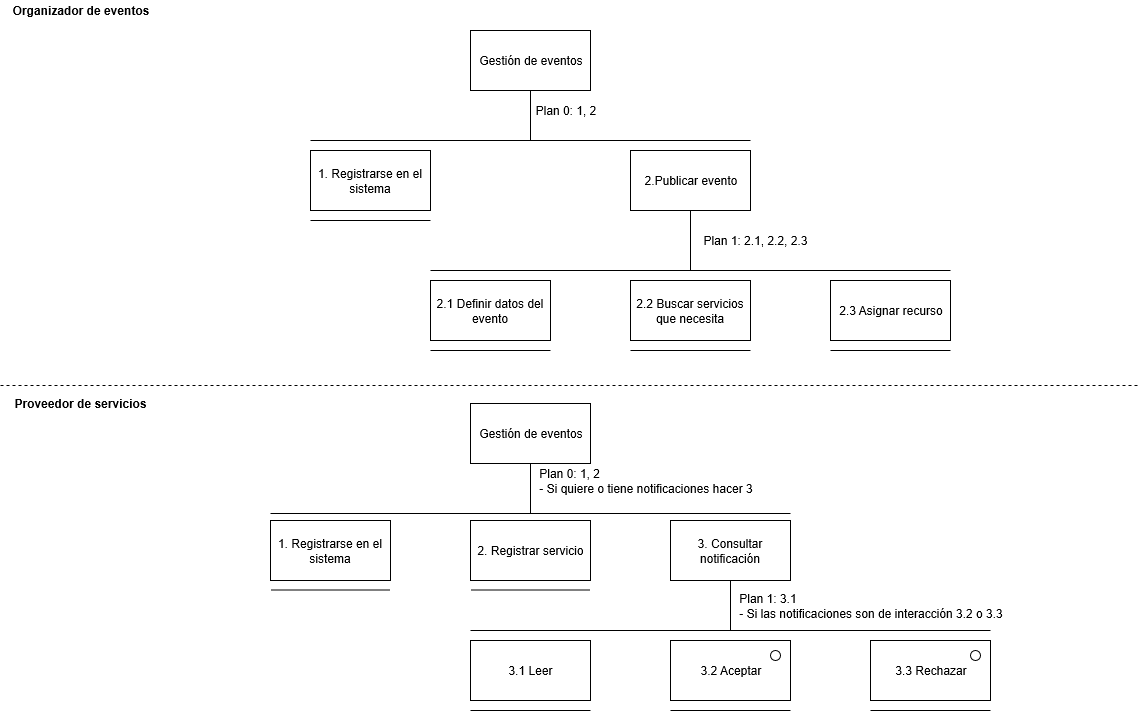 Organizador de eventos
Gestión de eventos
Plan 0: 1, 2
1. Registrarse en el
sistema
2.Publicar evento
Plan 1: 2.1, 2.2, 2.3
2.1 Definir datos del
evento
2.2 Buscar servicios
que necesita
2.3 Asignar recurso
Proveedor de servicios
Gestión de eventos
Plan 0: 1, 2
- Si quiere o tiene notificaciones hacer 3
1. Registrarse en el
sistema
2. Registrar servicio
3. Consultar
notificación
Plan 1: 3.1
- Si las notificaciones son de interacción 3.2 o 3.3
3.1 Leer
3.2 Aceptar
3.3 Rechazar